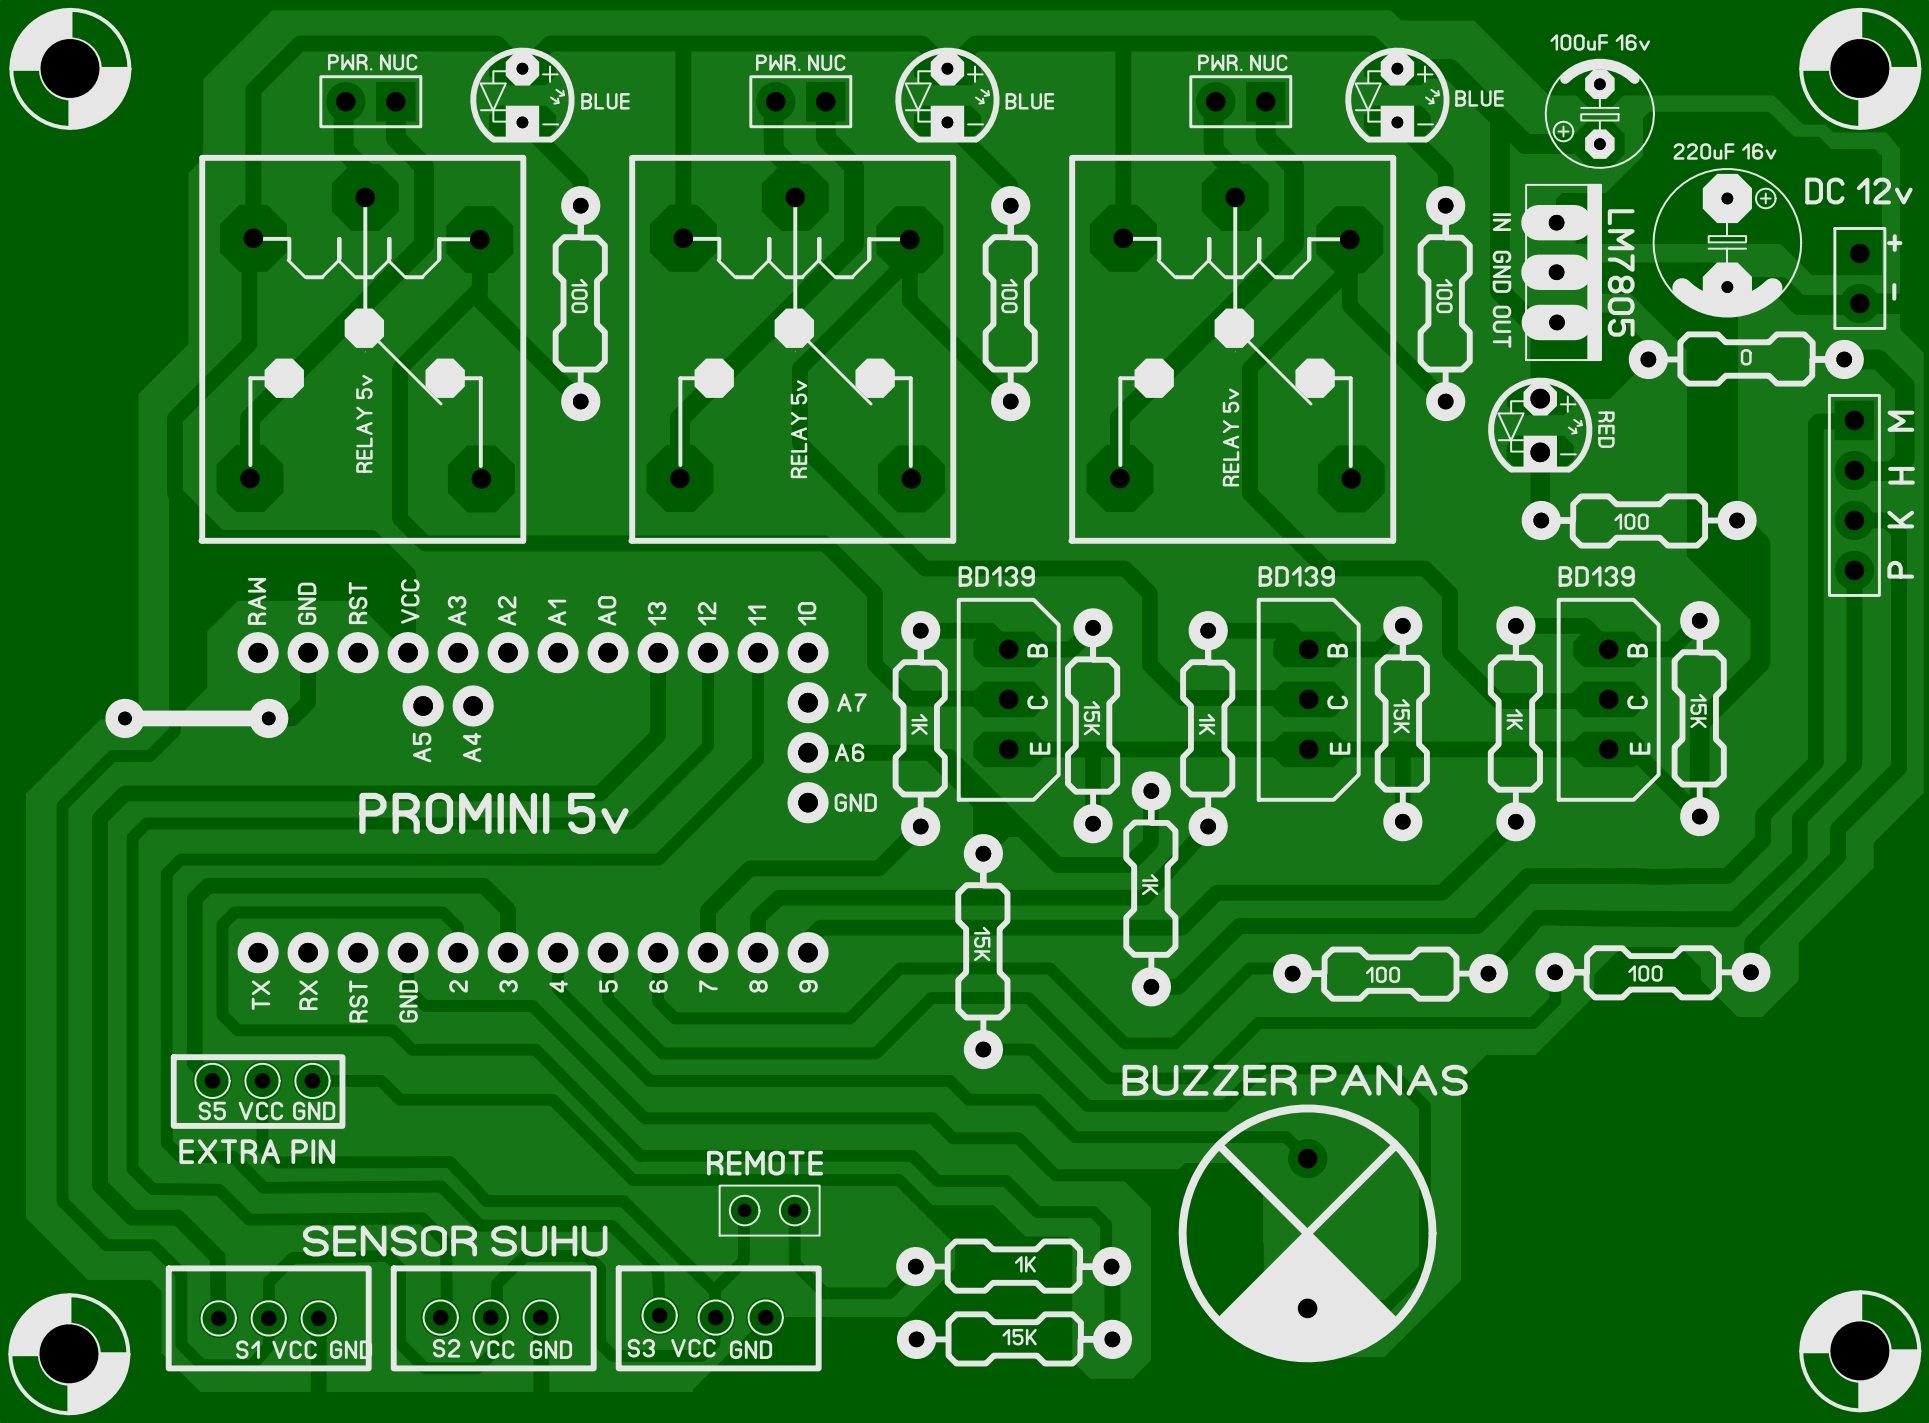 100uF 16v
PWR. NUC
PWR. NUC
PWR. NUC
BLUE
BLUE
BLUE
220uF 16v
DC 12v
+
-
IN GND OUT
LM7805
100
100
100
0
RELAY 5v
RELAY 5v
RELAY 5v
RED
M
H
K
P
100
BD139
BD139
BD139
RAW
GND
RST
VCC
A3
A2
A1
A0
13
12
11
10
B
C
E
B
C
E
B
C
E
1K
15K
1K
15K
1K
15K
A7
A6
GND
A5
A4
PROMINI 5v
1K
15K
100
100
TX
RX
RST
GND
2
3
4
5
6
7
8
9
S5 VCC GND
EXTRA PIN
BUZZER PANAS
REMOTE
SENSOR SUHU
1K
15K
S1 VCC GND
S2 VCC GND
S3 VCC GND